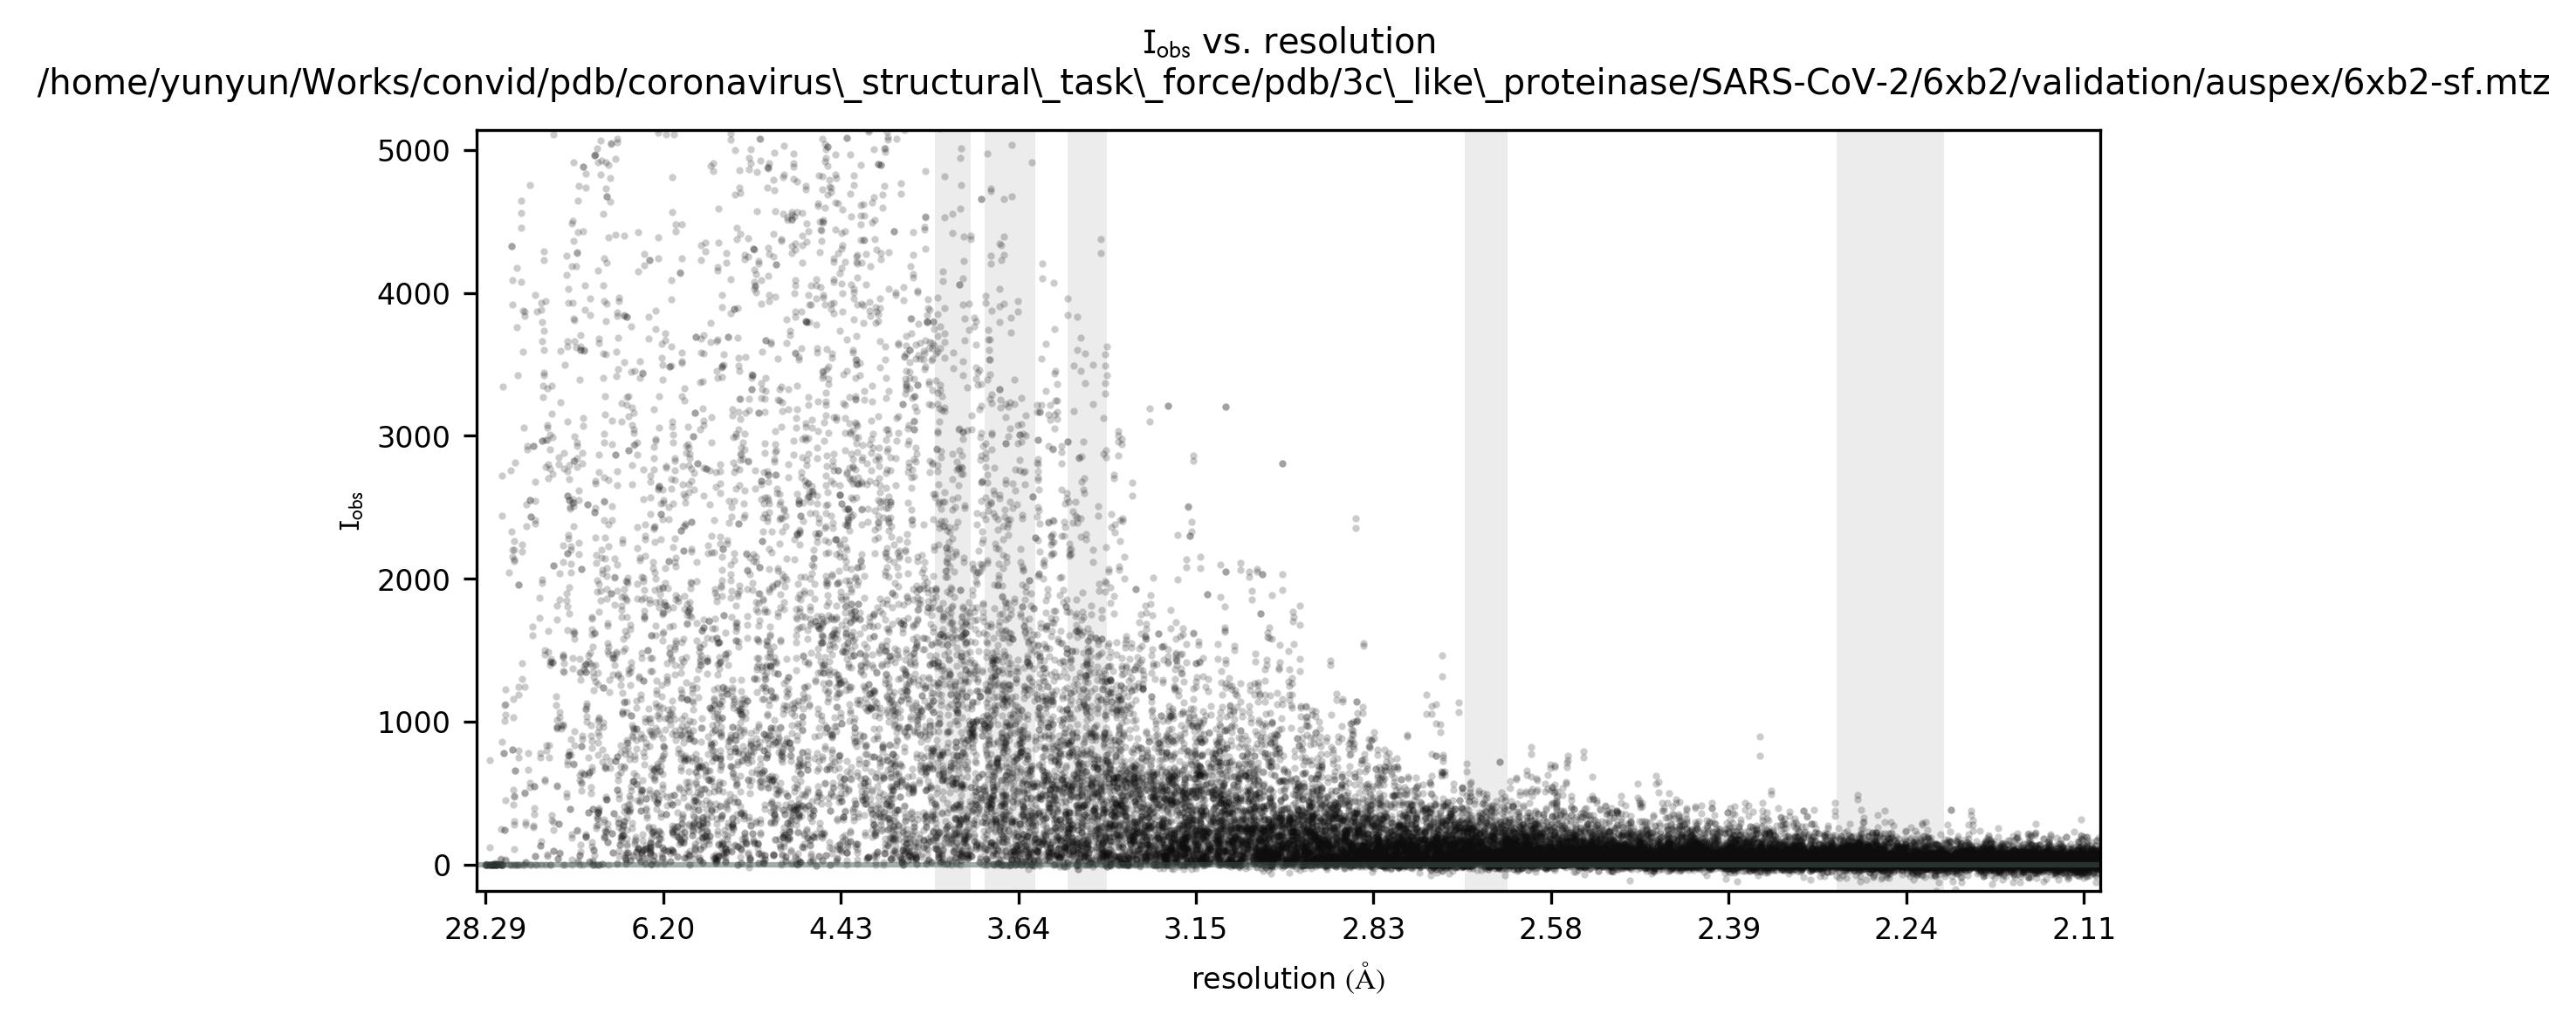 Iobs vs. resolution
/home/yunyun/Works/convid/pdb/coronavirus\_structural\_task\_force/pdb/3c\_like\_proteinase/SARS-CoV-2/6xb2/validation/auspex/6xb2-sf.mtz
5000
4000
3000
2000
1000
0
Iobs
28.29 6.20 4.43 3.64 3.15 2.83 2.58 2.39 2.24 2.11
resolution (Å)